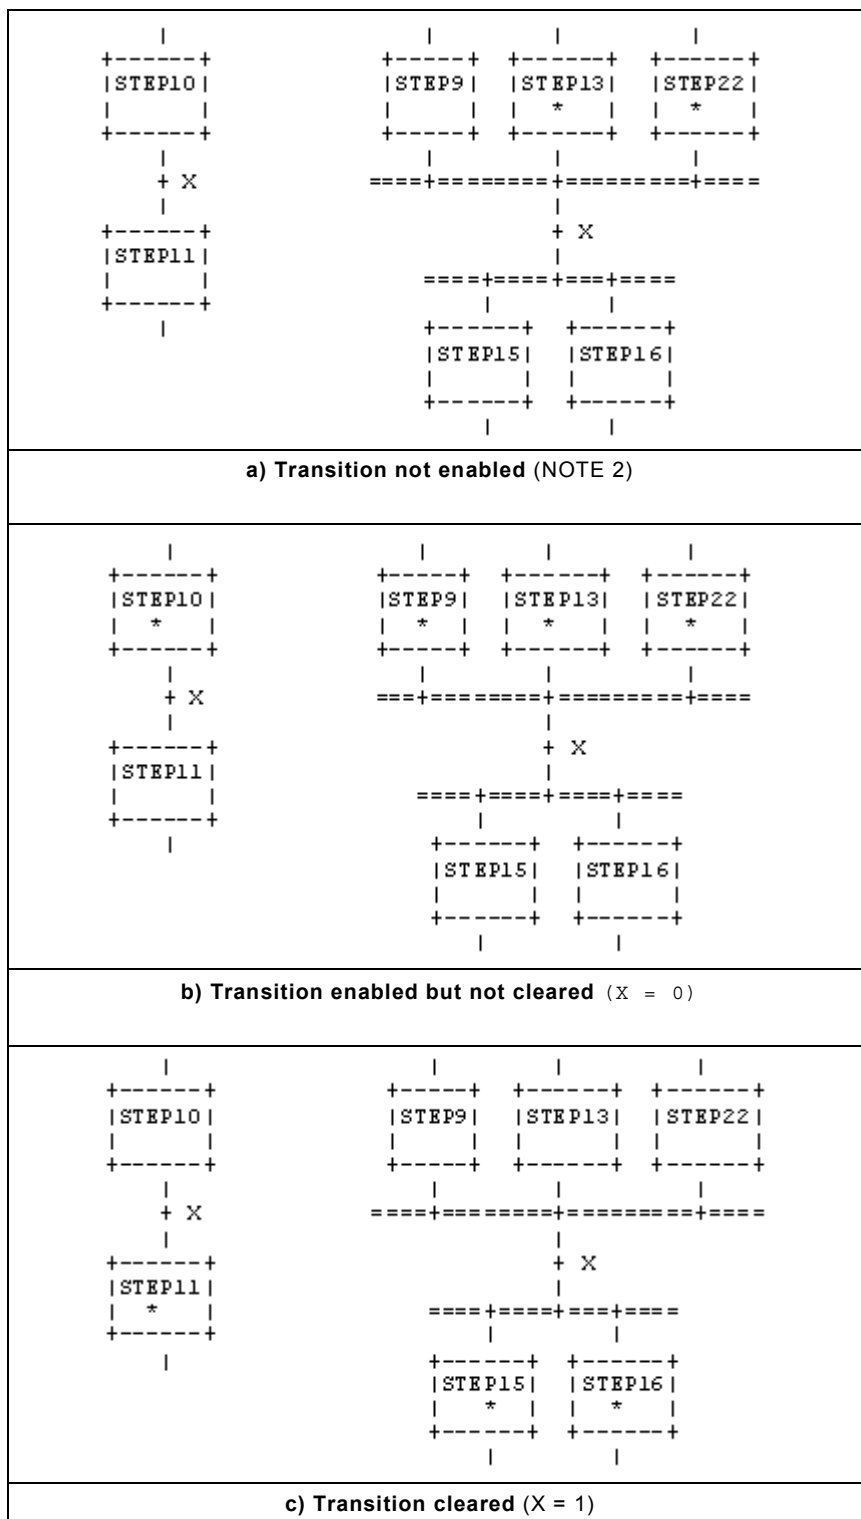 |                          |          |          |
+------+                 +-----+  +------+  +------+
|STEP10|                 |STEP9|  |STEP13|  |STEP22|
|      |                 |     |  |   *  |  |   *  |
+------+                 +-----+  +------+  +------+
|                          |         |          |
+ X                ====+========+=========+====
|                                    |
+------+                             + X
|STEP11|                             |
|      |                   ====+====+===+====
+------+                       |        |
|                          +------+  +------+
|STEP15|  |STEP16|
|      |  |      |
+------+  +------+
|         |
a) Transition not enabled (NOTE 2)
|                          |         |          |
+------+                 +-----+  +------+  +------+
|STEP10|                 |STEP9|  |STEP13|  |STEP22|
|  *   |                 |  *  |  |   *  |  |   *  |
+------+                 +-----+  +------+  +------+
|                          |         |          |
+ X                 ===+========+=========+====
|                                    |
+------+                             + X
|STEP11|                             |
|      |                   ====+====+====+====
+------+                       |         |
|                          +------+  +------+
|STEP15|  |STEP16|
|      |  |      |
+------+  +------+
|         |
b) Transition enabled but not cleared (X = 0)
|                          |         |          |
+------+                 +-----+  +------+  +------+
|STEP10|                 |STEP9|  |STEP13|  |STEP22|
|      |                 |     |  |      |  |      |
+------+                 +-----+  +------+  +------+
|                          |         |          |
+ X                ====+========+=========+====
|                                    |
+------+                             + X
|STEP11|                             |
|  *   |                   ====+====+===+====
+------+                       |        |
|                          +------+  +------+
|STEP15|  |STEP16|
|   *  |  |   *  |
+------+  +------+
|         |
c) Transition cleared (X = 1)